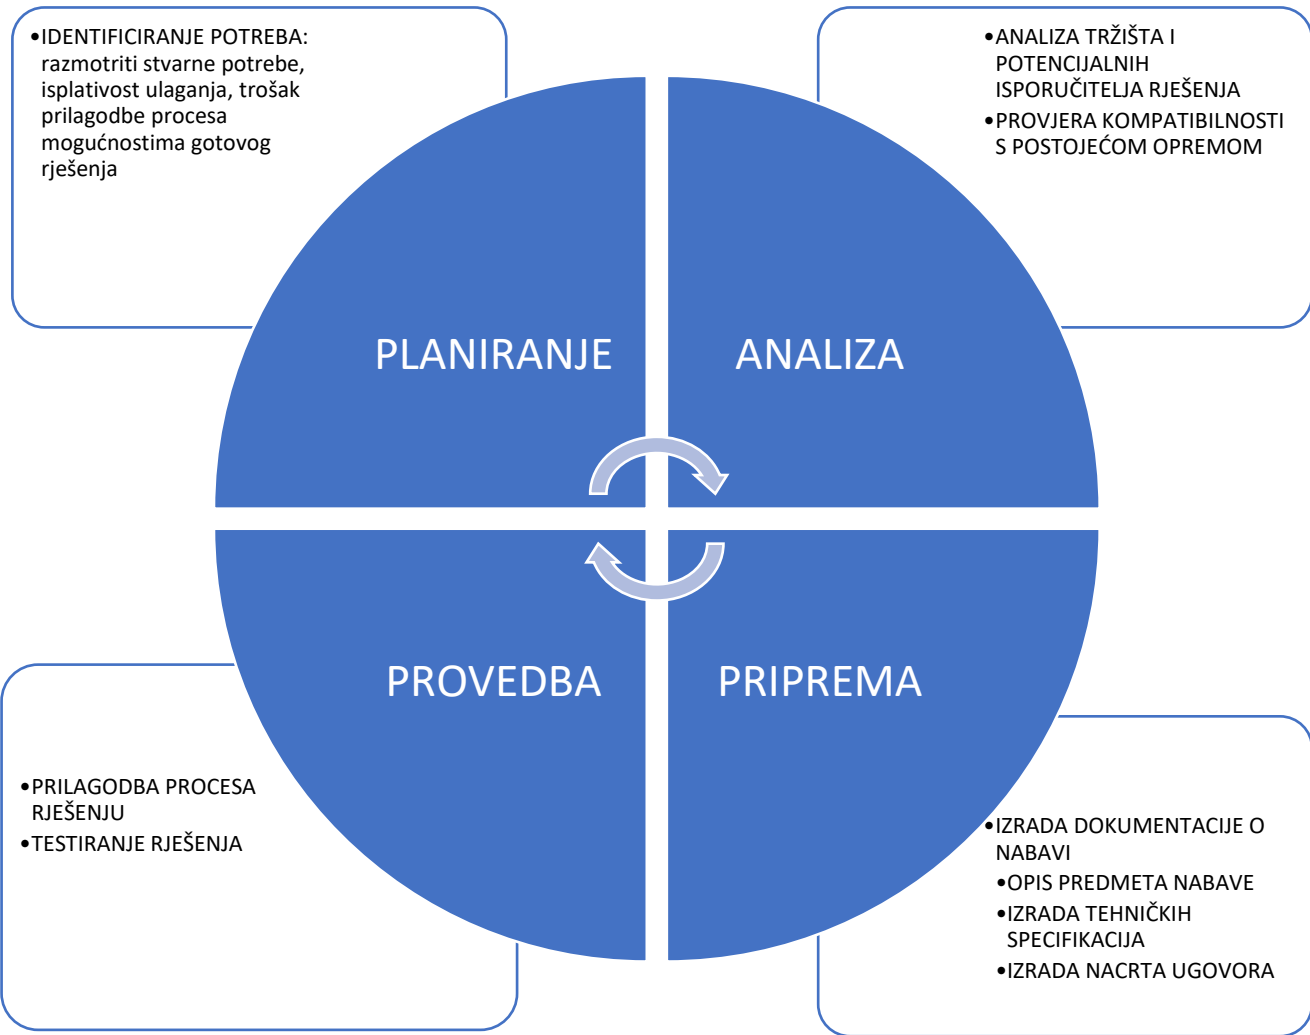 •IDENTIFICIRANJE POTREBA:
razmotriti stvarne potrebe,
isplativost ulaganja, trošak
prilagodbe procesa
mogućnostima gotovog
rješenja
•ANALIZA TRŽIŠTA I
POTENCIJALNIH
ISPORUČITELJA RJEŠENJA
•PROVJERA KOMPATIBILNOSTI
S POSTOJEĆOM OPREMOM
PLANIRANJE
ANALIZA
PROVEDBA
PRIPREMA
•PRILAGODBA PROCESA
RJEŠENJU
•TESTIRANJE RJEŠENJA
•IZRADA DOKUMENTACIJE O
NABAVI
•OPIS PREDMETA NABAVE
•IZRADA TEHNIČKIH
SPECIFIKACIJA
•IZRADA NACRTA UGOVORA